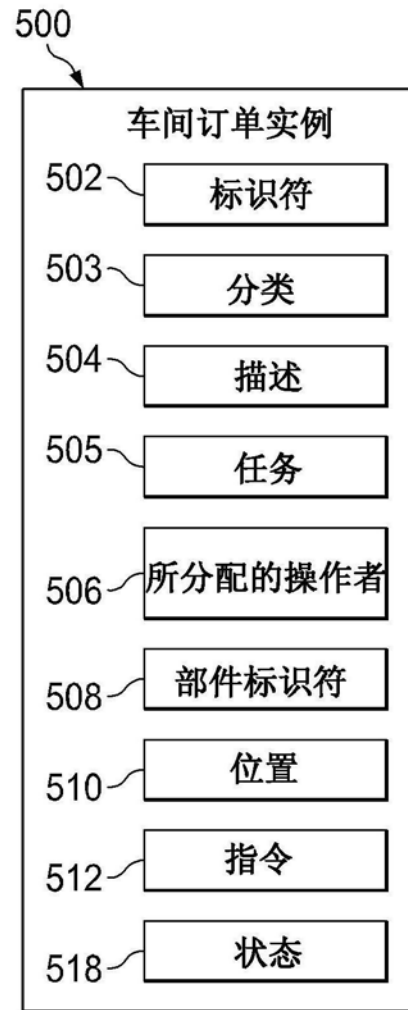 500
车间订单实例
502 标识符
503 分类
504 描述
505 任务
506 所分配的操作者
508 部件标识符
510 位置
512 指令
518 状态